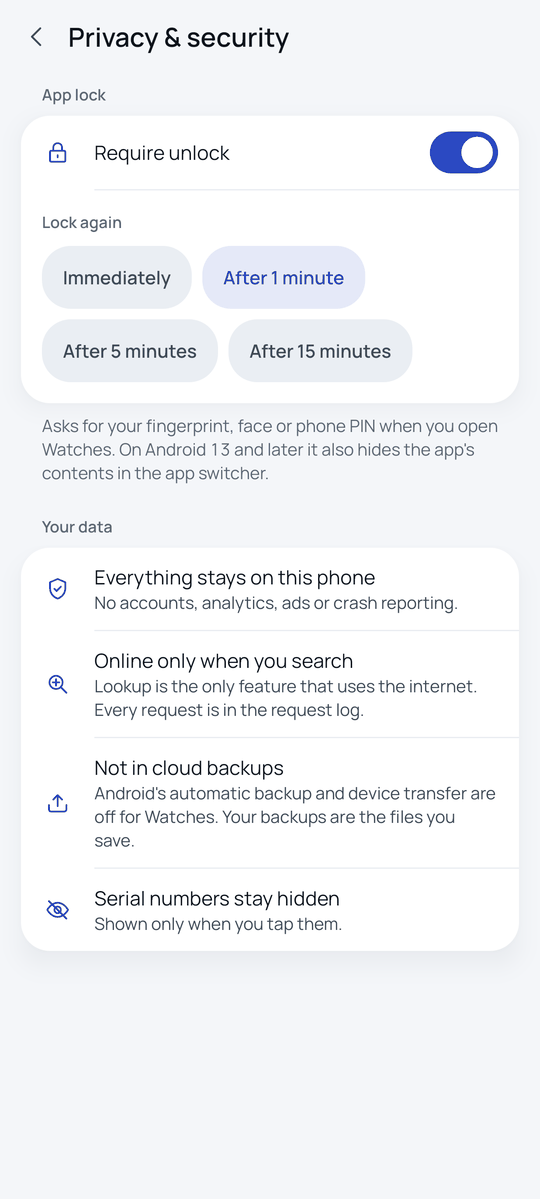 Privacy & security
App lock
Require unlock
Lock again
Immediately
After 1 minute
After 5 minutes
After 15 minutes
Asks for your fingerprint, face or phone PIN when you open
Watches. On Android 13 and later it also hides the app's
contents in the app switcher.
Your data
Everything stays on this phone
No accounts, analytics, ads or crash reporting.
Online only when you search
Lookup is the only feature that uses the internet.
Every request is in the request log.
Not in cloud backups
Android's automatic backup and device transfer are
off for Watches. Your backups are the files you
save.
Serial numbers stay hidden
Shown only when you tap them.